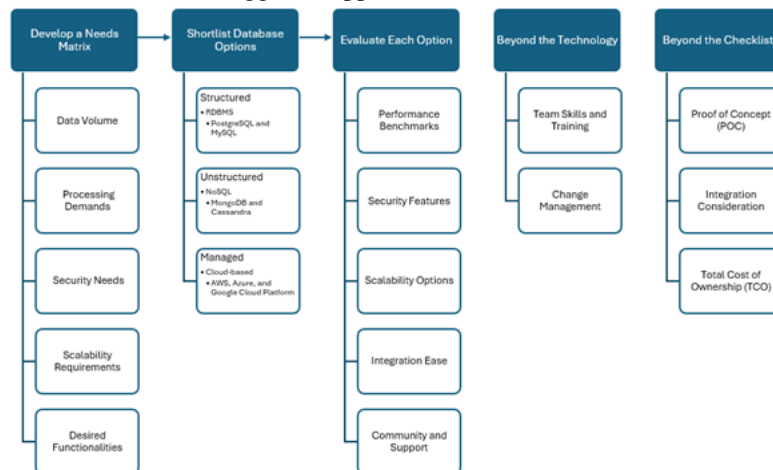 Develop a Needs
Matrix
Data Volume
Processing
Demands
Security Needs
Scalability
Requirements
Desired
Functionalities
Shortlist Database
Options
Structured
• RDBMS
• PostgreSQL and
MySQL
Unstructured
• NoSQL
• MongoDB and
Cassandra
Managed
• Cloud-based
• AWS, Azure, and
Google Cloud Platform
Evaluate Each Option
Performance
Benchmarks
Security Features
Scalability Options
Integration Ease
Community and
Support
Beyond the Technology
Team Skills and
Training
Change
Management
Beyond the Checklist
Proof of Concept
(POC)
Integration
Consideration
Total Cost of
Ownership (TCO)